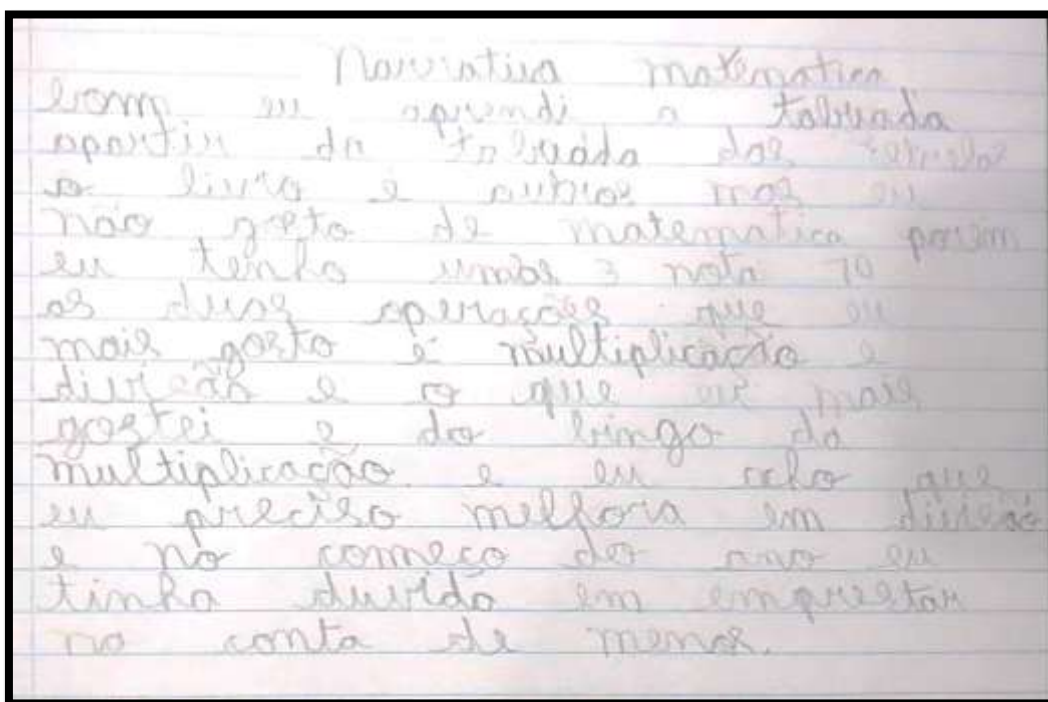 Narrativa matematica
bom eu aprendi a tabuada
apartir da tabuada das
o livro e outros mas eu
não gosto de matematica porém
eu tenho umas 3 nota 10
as duas operações que eu
mais gosto é multiplicação e
divisão e o que eu mais
gostei e do bingo da
multiplicação. e eu acho que
eu preciso melhora em divisão
e no começo do ano eu
tinha duvida em emprestar
na conta de menos.